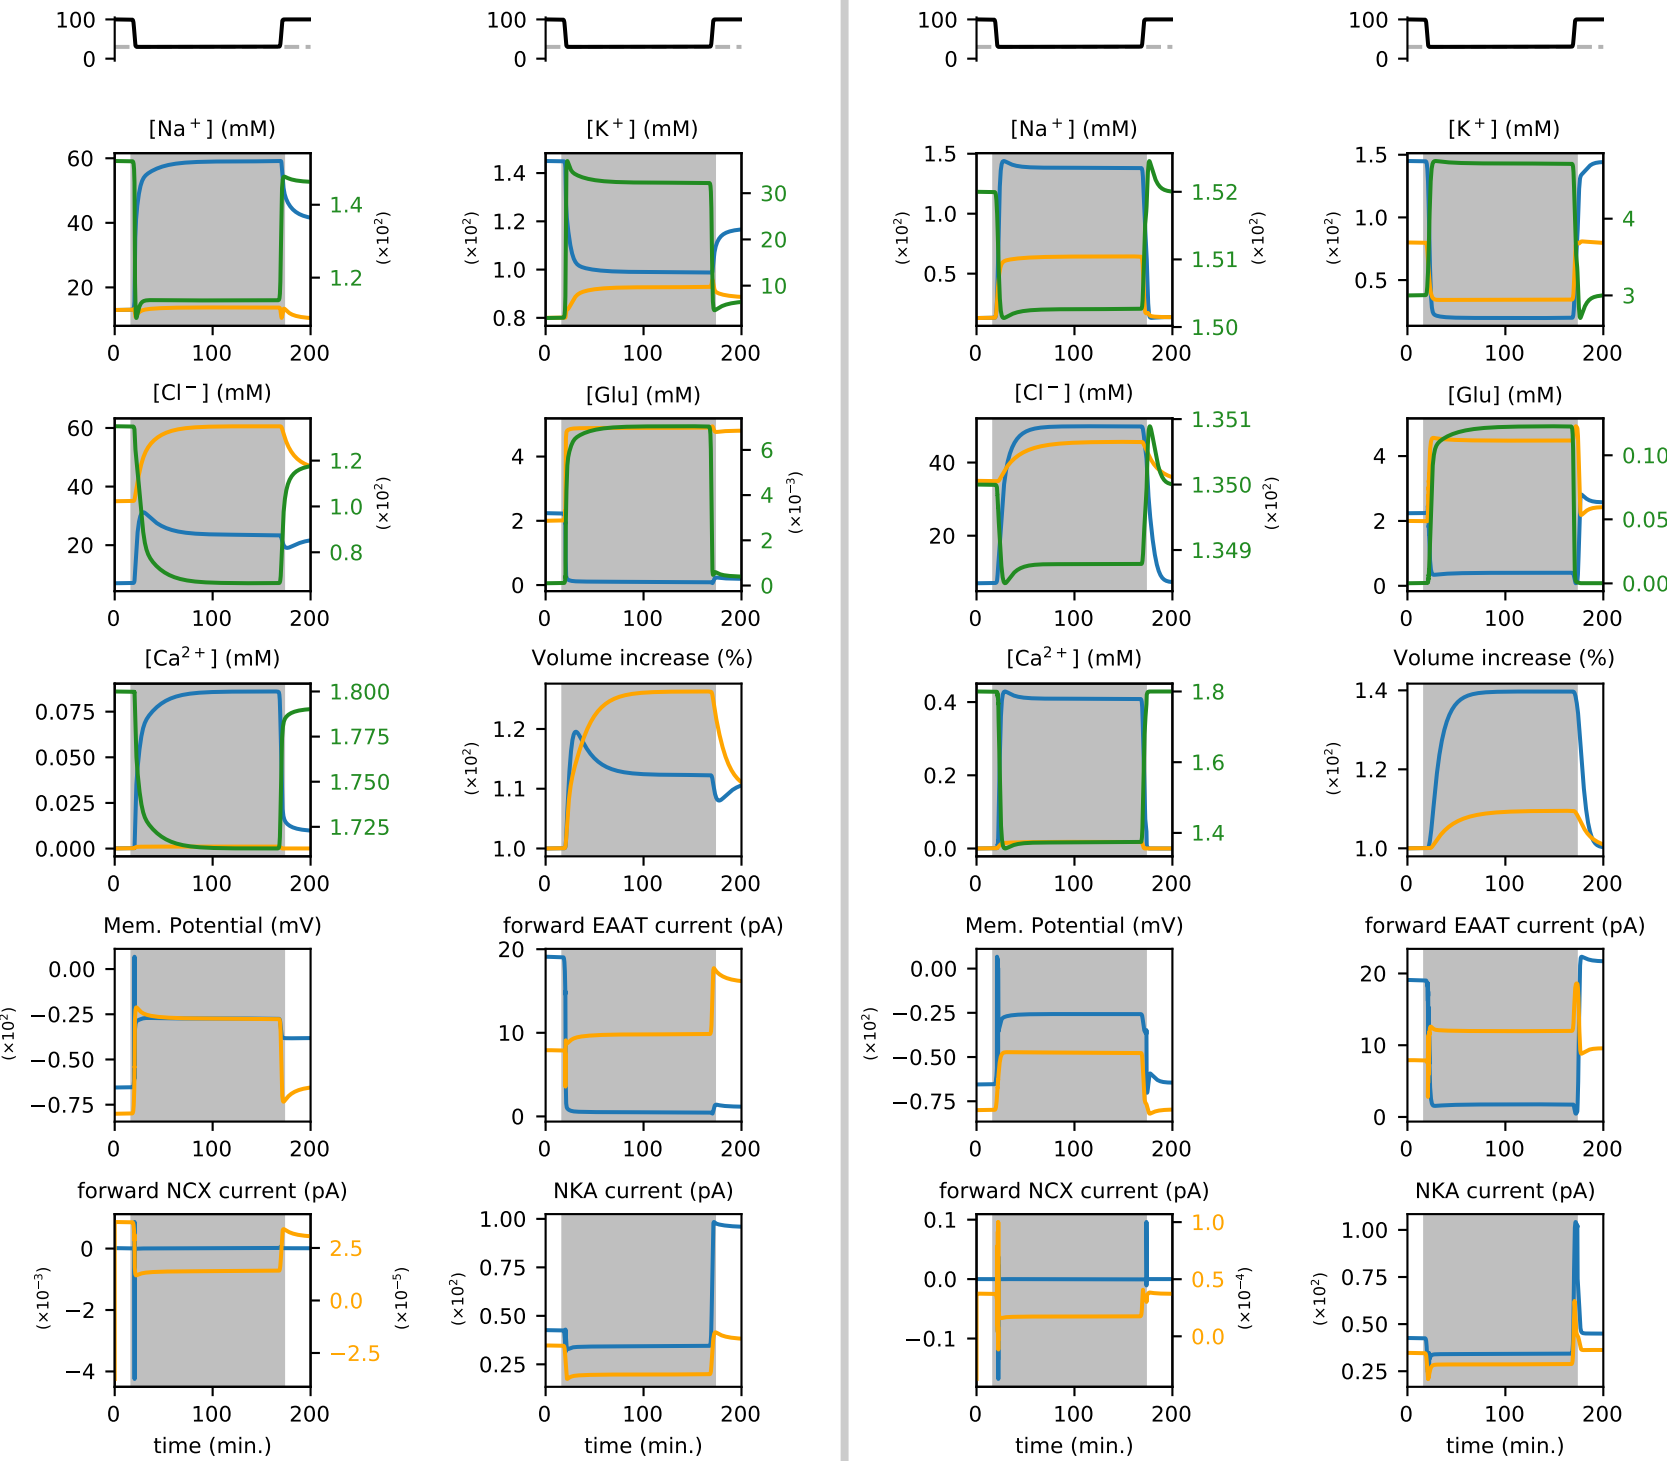 100 100 100 100
0 0 0 0
[Na⁺] (mM) [K⁺] (mM) [Na⁺] (mM) [K⁺] (mM)
60 40 20 1.4 1.2 (×10²) 0 100 200
1.4 1.2 1.0 0.8 (×10²) 30 20 10 0 100 200
1.5 1.0 0.5 (×10²) 1.52 1.51 1.50 (×10²) 0 100 200
1.5 1.0 0.5 (×10²) 4 3 0 100 200
[Cl⁻] (mM) [Glu] (mM) [Cl⁻] (mM) [Glu] (mM)
60 40 20 1.2 1.0 0.8 (×10²) 0 100 200
4 2 0 6 4 2 0 (×10⁻³) 0 100 200
40 20 1.351 1.350 1.349 (×10²) 0 100 200
4 2 0 0.10 0.05 0.00 0 100 200
[Ca²⁺] (mM) Volume increase (%) [Ca²⁺] (mM) Volume increase (%)
0.075 0.050 0.025 0.000 1.800 1.775 1.750 1.725 0 100 200
1.2 1.1 1.0 (×10²) 0 100 200
0.4 0.2 0.0 1.8 1.6 1.4 0 100 200
1.4 1.2 1.0 (×10²) 0 100 200
Mem. Potential (mV) forward EAAT current (pA) Mem. Potential (mV) forward EAAT current (pA)
0.00 −0.25 −0.50 −0.75 (×10²) 0 100 200
20 10 0 0 100 200
0.00 −0.25 −0.50 −0.75 (×10²) 0 100 200
20 10 0 0 100 200
forward NCX current (pA) NKA current (pA) forward NCX current (pA) NKA current (pA)
0 −2 −4 (×10⁻³) 2.5 0.0 −2.5 (×10⁻⁵) 0 100 200
1.00 0.75 0.50 0.25 (×10²) 0 100 200
0.1 0.0 −0.1 1.0 0.5 0.0 (×10⁻⁴) 0 100 200
1.00 0.75 0.50 0.25 (×10²) 0 100 200
time (min.) time (min.) time (min.) time (min.)